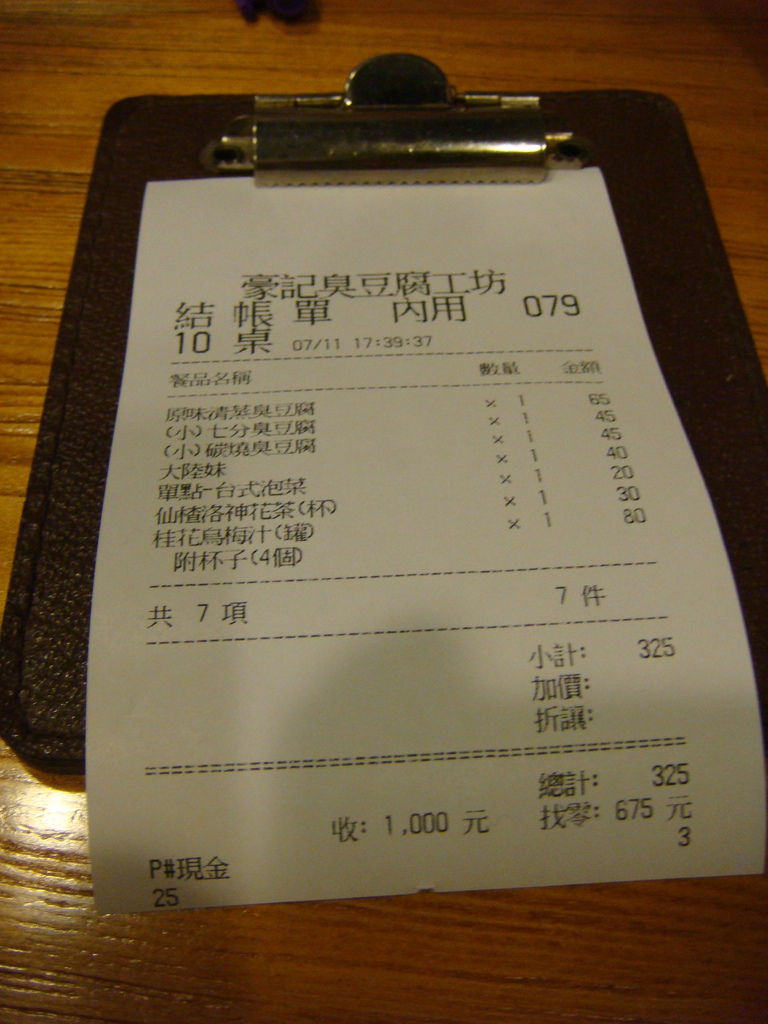 豪記臭豆腐工坊
結帳單 內用 079
10 桌 07/11 17:39:37
餐品名稱 數量 金額
原味清蒸臭豆腐 × 1 65
(小)七分臭豆腐 × 1 45
(小)碳燒臭豆腐 × 1 45
大陸妹 × 1 40
單點-台式泡菜 × 1 20
仙楂洛神花茶(杯) × 1 30
桂花烏梅汁(罐) × 1 80
附杯子(4個)
共 7 項 7 件
小計: 325
加價:
折讓:
總計: 325
收: 1,000 元 找零: 675 元
3
P#現金
25